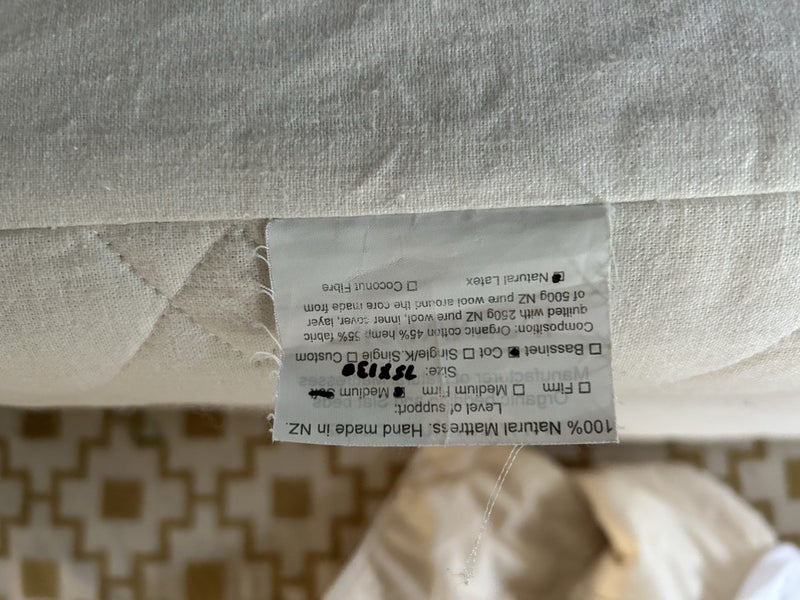 100% Natural Mattress. Hand made in NZ.
Level of support:
☐ Firm ☐ Medium Firm ☒ Medium Soft
Size: 75X130
☐ Bassinet ☒ Cot ☐ Single/K.Single ☐ Custom
Composition: Organic cotton 45% hemp 55% fabric
quilted with 250g NZ pure wool, inner cover, layer
of 500g NZ pure wool around the core made from
☒ Natural Latex ☐ Coconut Fibre